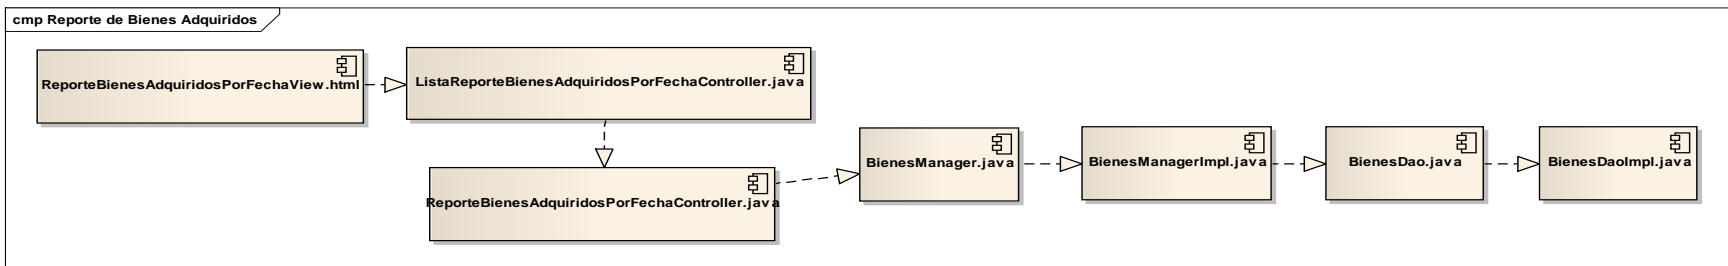 cmp Reporte de Bienes Adquiridos
ReporteBienesAdquiridosPorFechaView.html
ListaReporteBienesAdquiridosPorFechaController.java
ReporteBienesAdquiridosPorFechaController.java
BienesManager.java
BienesManagerImpl.java
BienesDao.java
BienesDaoImpl.java